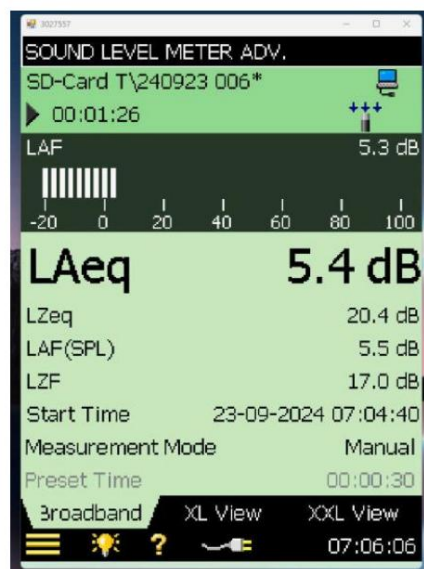 3027557
SOUND LEVEL METER ADV.
SD-Card T\240923 006*
00:01:26
LAF 5.3 dB
-20 0 20 40 60 80 100
LAeq 5.4 dB
LZeq 20.4 dB
LAF(SPL) 5.5 dB
LZF 17.0 dB
Start Time 23-09-2024 07:04:40
Measurement Mode Manual
Preset Time 00:00:30
Broadband XL View XXL View
? 07:06:06